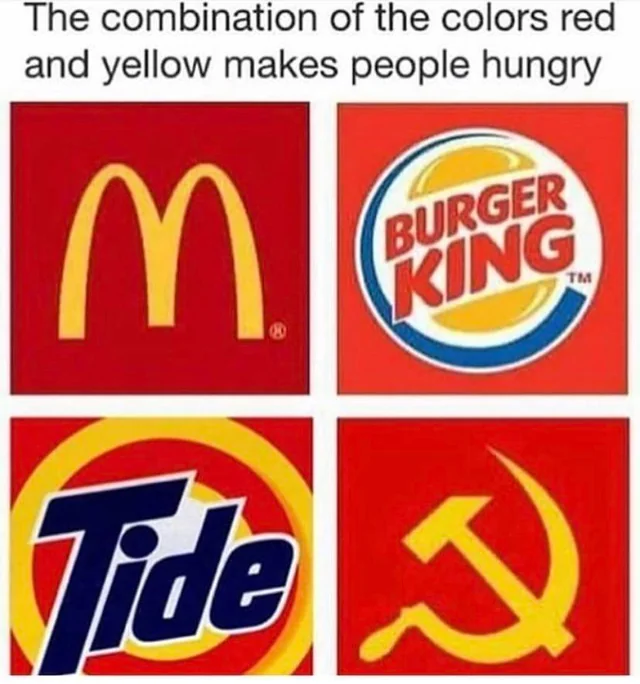 The combination of the colors red
and yellow makes people hungry
®
BURGER
KING
TM
Tide